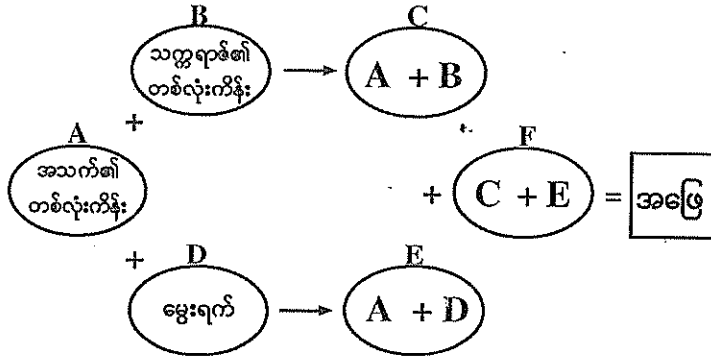 B
သက္ကရာဇ်၏
တစ်လုံးကိန်း
C
A + B
+
A
အသက်၏
တစ်လုံးကိန်း
+
F
C + E
= အဖြေ
+
D
မွေးရက်
E
A + D